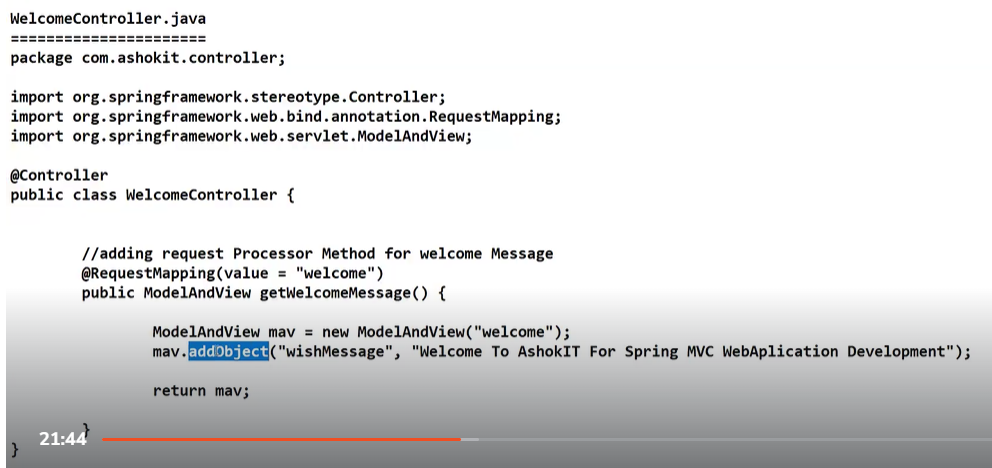 WelcomeController.java
======================
package com.ashokit.controller;
import org.springframework.stereotype.Controller;
import org.springframework.web.bind.annotation.RequestMapping;
import org.springframework.web.servlet.ModelAndView;
@Controller
public class WelcomeController {
//adding request Processor Method for welcome Message
@RequestMapping(value = "welcome")
public ModelAndView getWelcomeMessage() {
ModelAndView mav = new ModelAndView("welcome");
mav.addObject("wishMessage", "Welcome To AshokIT For Spring MVC WebAplication Development");
return mav;
}
21:44
}